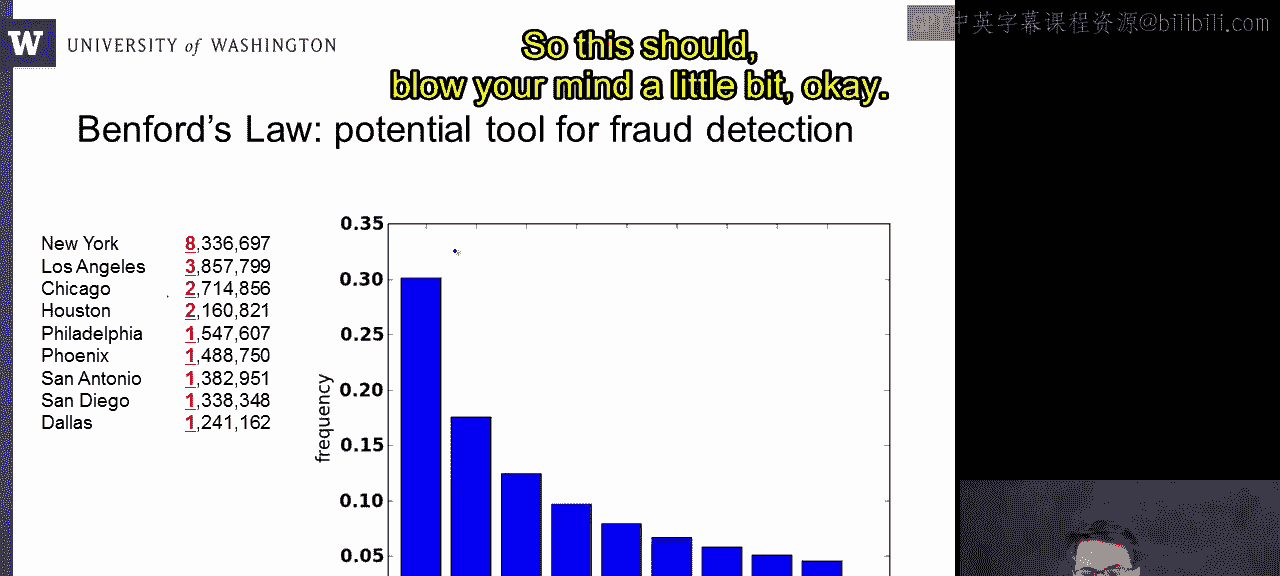 W UNIVERSITY of WASHINGTON
中英字幕课程资源@bilibili.com
So this should,
blow your mind a little bit, okay.
Benford's Law: potential tool for fraud detection
New York 8,336,697
Los Angeles 3,857,799
Chicago 2,714,856
Houston 2,160,821
Philadelphia 1,547,607
Phoenix 1,488,750
San Antonio 1,382,951
San Diego 1,338,348
Dallas 1,241,162
frequency
0.35
0.30
0.25
0.20
0.15
0.10
0.05